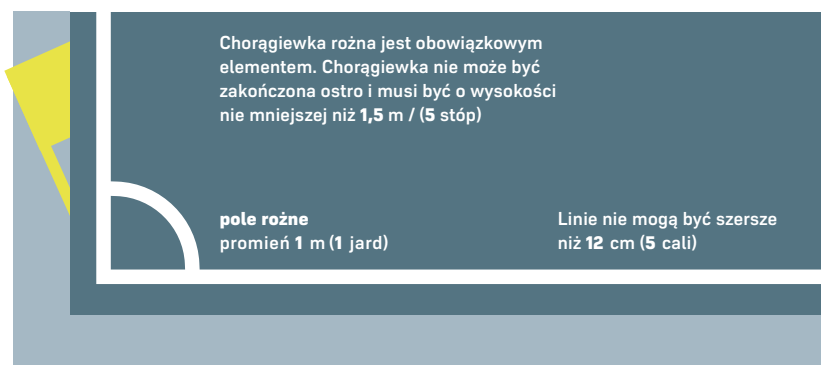 Chorągiewka rożna jest obowiązkowym
elementem. Chorągiewka nie może być
zakończona ostro i musi być o wysokości
nie mniejszej niż 1,5 m / (5 stóp)
pole rożne
promień 1 m (1 jard)
Linie nie mogą być szersze
niż 12 cm (5 cali)